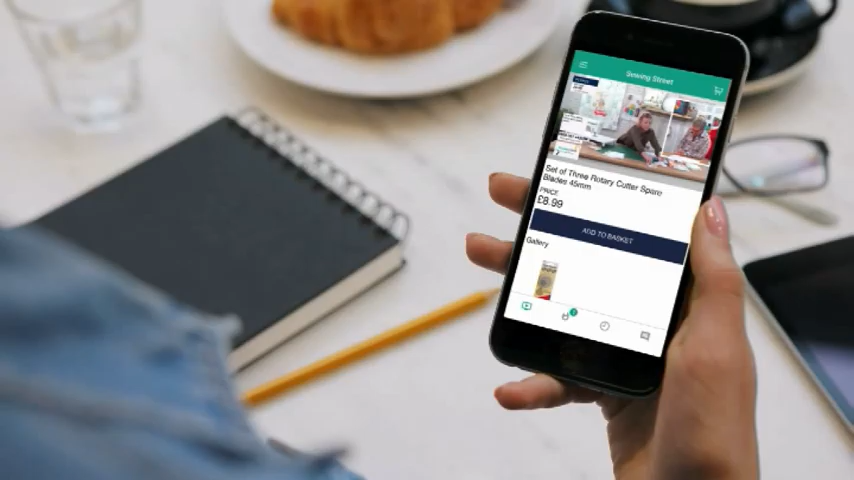 Sewing Street
Set of Three Rotary Cutter Spare
Blades 45mm
PRICE
£8.99
ADD TO BASKET
Gallery